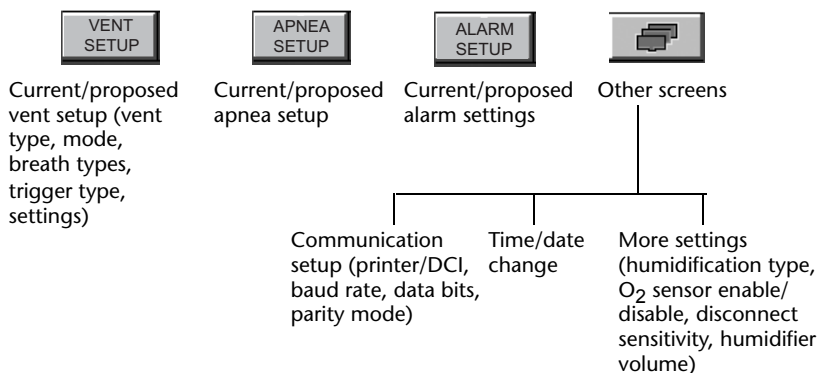 VENT
SETUP
APNEA
SETUP
ALARM
SETUP
Current/proposed
vent setup (vent
type, mode,
breath types,
trigger type,
settings)
Current/proposed
apnea setup
Current/proposed
alarm settings
Other screens
Communication
setup (printer/DCI,
baud rate, data bits,
parity mode)
Time/date
change
More settings
(humidification type,
O2 sensor enable/
disable, disconnect
sensitivity, humidifier
volume)